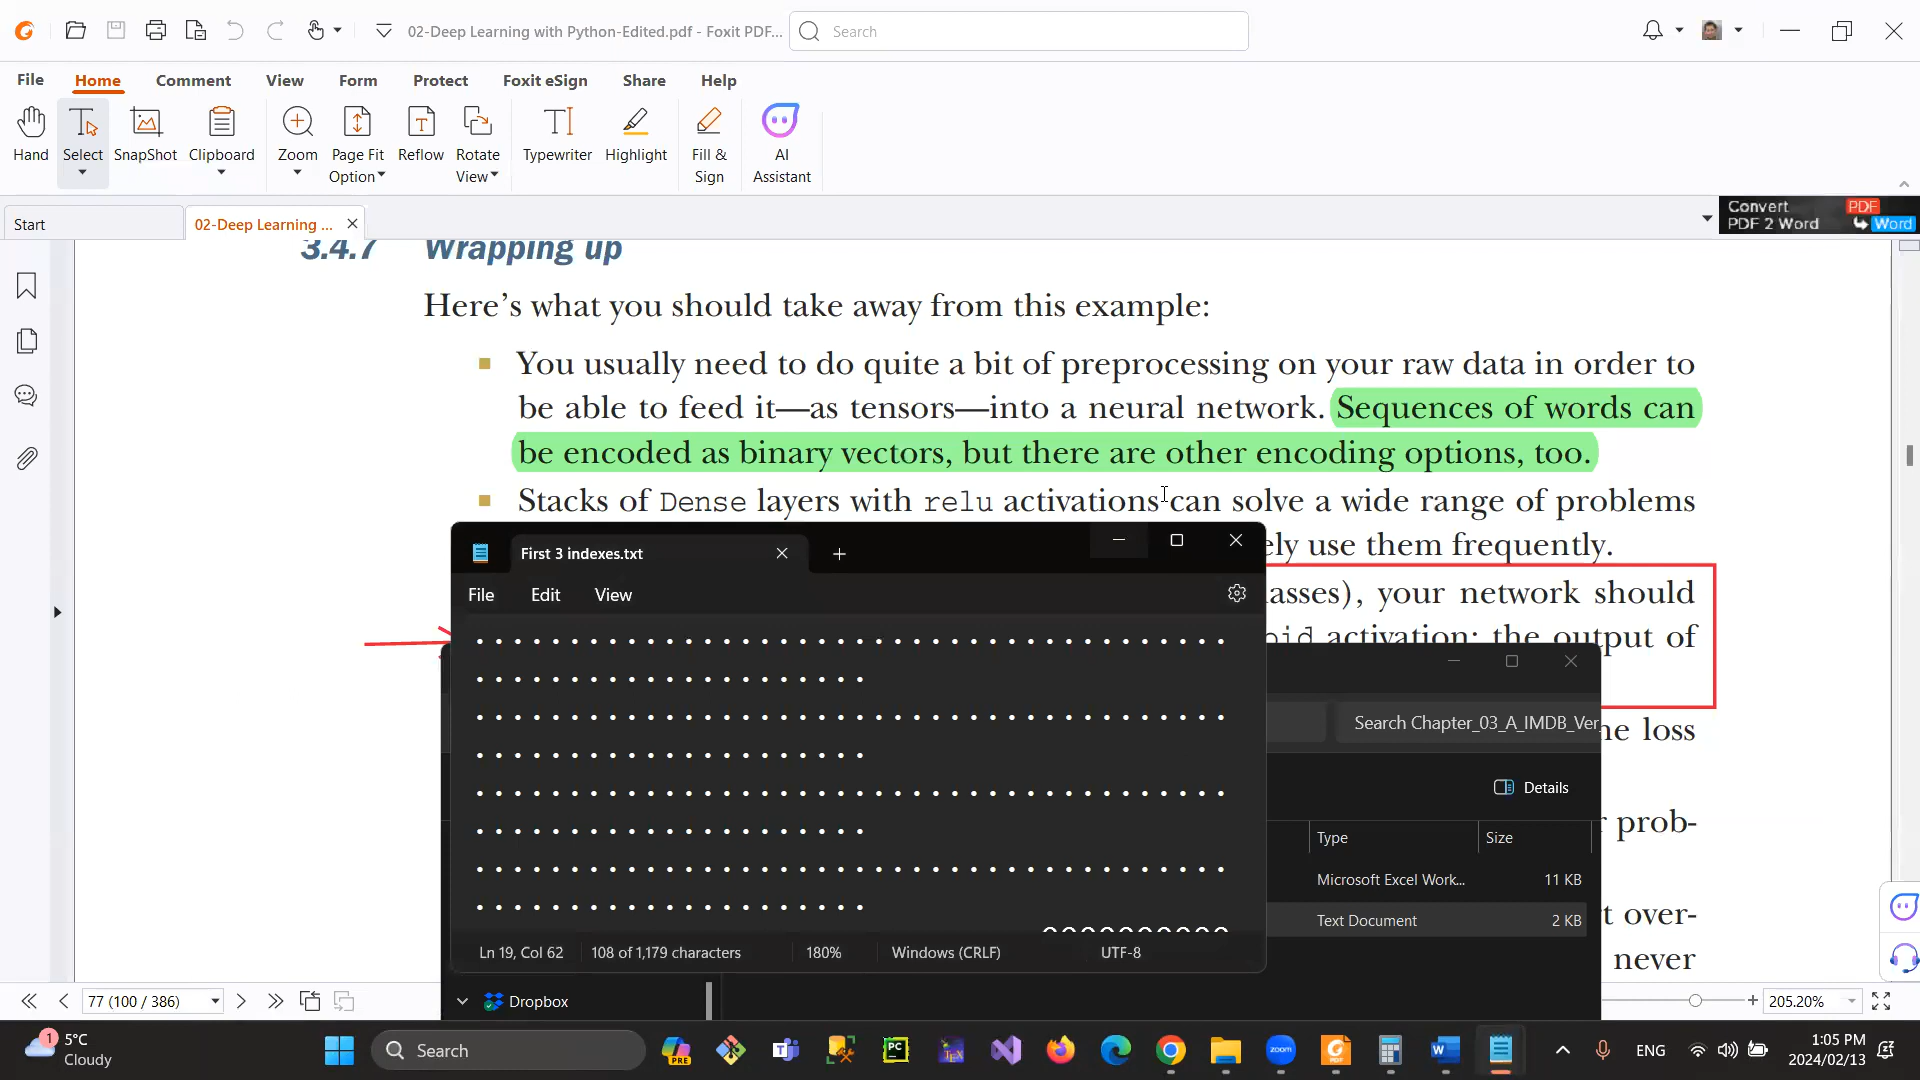 02-Deep Learning with Python-Edited.pdf - Foxit PDF...
Search
File
Home
Comment
View
Form
Protect
Foxit eSign
Share
Help
Hand
Select
SnapShot
Clipboard
Zoom
Page Fit
Option
Reflow
Rotate
View
Typewriter
Highlight
Fill &
Sign
AI
Assistant
Start
02-Deep Learning ...
Convert
PDF 2 Word
PDF
Word
3.4.7 Wrapping up
Here’s what you should take away from this example:
You usually need to do quite a bit of preprocessing on your raw data in order to
be able to feed it—as tensors—into a neural network. Sequences of words can
be encoded as binary vectors, but there are other encoding options, too.
Stacks of Dense layers with relu activations can solve a wide range of problems
ely use them frequently.
asses), your network should
oid activation: the output of
he loss
r prob-
t over-
never
First 3 indexes.txt
File
Edit
View
Ln 19, Col 62
108 of 1,179 characters
180%
Windows (CRLF)
UTF-8
Search Chapter_03_A_IMDB_Ver
Details
Type
Size
Microsoft Excel Work...
11 KB
Text Document
2 KB
Dropbox
77 (100 / 386)
205.20%
1
5°C
Cloudy
Search
PRE
PC
TEX
zoom
PDF
W
ENG
1:05 PM
2024/02/13